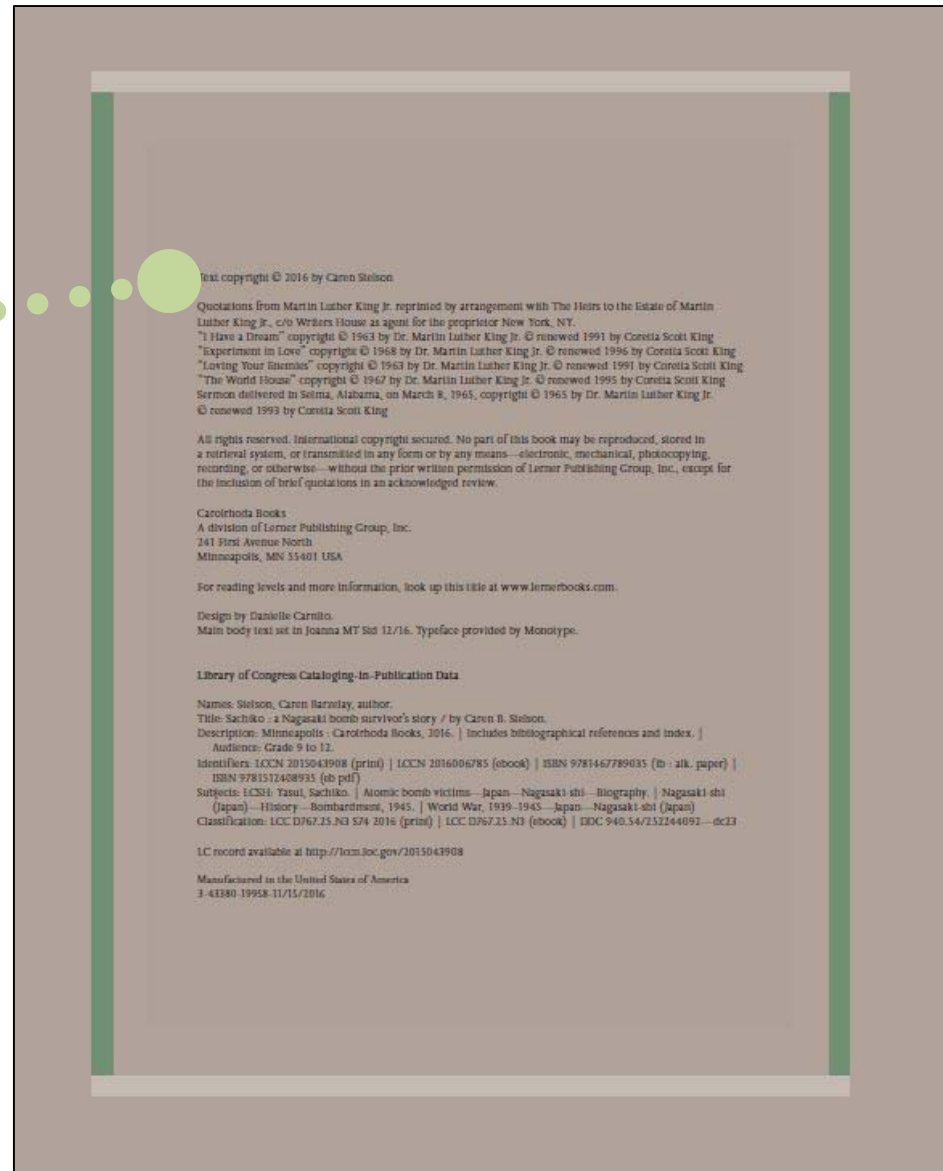 Text copyright © 2016 by Caren Stelson
Quotations from Martin Luther King Jr. reprinted by arrangement with The Heirs to the Estate of Martin
Luther King Jr., c/o Writers House as agent for the proprietor New York, NY.
"I Have a Dream" copyright © 1963 by Dr. Martin Luther King Jr. © renewed 1991 by Coretta Scott King
"Experiment in Love" copyright © 1968 by Dr. Martin Luther King Jr. © renewed 1996 by Coretta Scott King
"Loving Your Enemies" copyright © 1963 by Dr. Martin Luther King Jr. © renewed 1991 by Coretta Scott King
"The World House" copyright © 1967 by Dr. Martin Luther King Jr. © renewed 1995 by Coretta Scott King
Sermon delivered in Selma, Alabama, on March 8, 1965, copyright © 1965 by Dr. Martin Luther King Jr.
© renewed 1993 by Coretta Scott King
All rights reserved. International copyright secured. No part of this book may be reproduced, stored in
a retrieval system, or transmitted in any form or by any means—electronic, mechanical, photocopying,
recording, or otherwise—without the prior written permission of Lerner Publishing Group, Inc., except for
the inclusion of brief quotations in an acknowledged review.
Carolrhoda Books
A division of Lerner Publishing Group, Inc.
241 First Avenue North
Minneapolis, MN 55401 USA
For reading levels and more information, look up this title at www.lernerbooks.com.
Design by Danielle Carnito.
Main body text set in Joanna MT Std 12/16. Typeface provided by Monotype.
Library of Congress Cataloging-in-Publication Data
Names: Stelson, Caren Barzelay, author.
Title: Sachiko : a Nagasaki bomb survivor's story / by Caren B. Stelson.
Description: Minneapolis : Carolrhoda Books, 2016. | Includes bibliographical references and index. |
Audience: Grade 9 to 12.
Identifiers: LCCN 2015043908 (print) | LCCN 2016006785 (ebook) | ISBN 9781467789035 (lb : alk. paper) |
ISBN 9781512408935 (eb pdf)
Subjects: LCSH: Yasui, Sachiko. | Atomic bomb victims—Japan—Nagasaki-shi—Biography. | Nagasaki-shi
(Japan)—History—Bombardment, 1945. | World War, 1939–1945—Japan—Nagasaki-shi (Japan)
Classification: LCC D767.25.N3 S74 2016 (print) | LCC D767.25.N3 (ebook) | DDC 940.54/252244092—dc23
LC record available at http://lccn.loc.gov/2015043908
Manufactured in the United States of America
3-43380-19958-11/15/2016